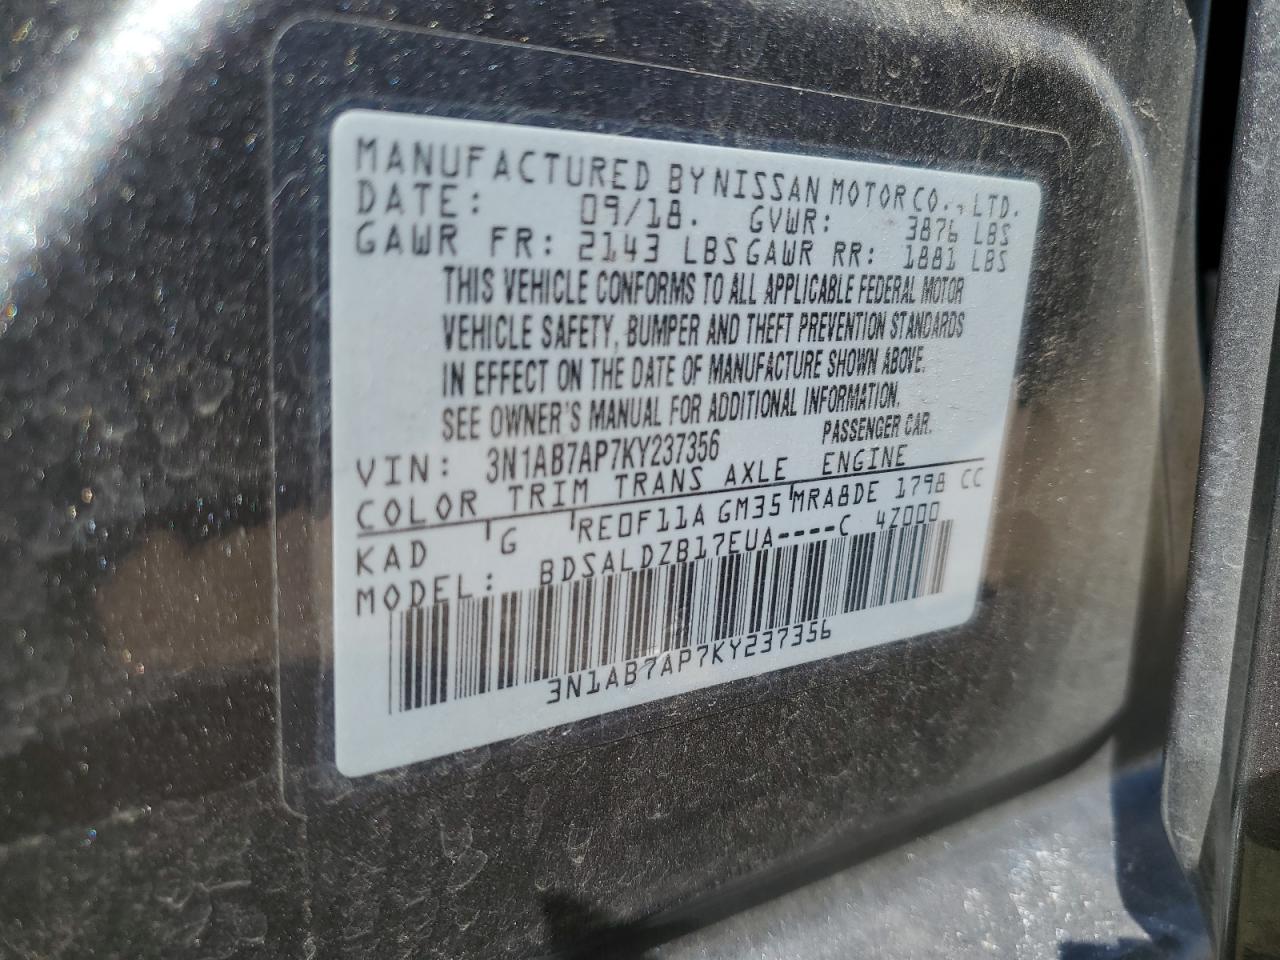 MANUFACTURED BY NISSAN MOTOR CO., LTD.
DATE: 09/18. GVWR: 3876 LBS
GAWR FR: 2143 LBS GAWR RR: 1881 LBS
THIS VEHICLE CONFORMS TO ALL APPLICABLE FEDERAL MOTOR
VEHICLE SAFETY, BUMPER AND THEFT PREVENTION STANDARDS
IN EFFECT ON THE DATE OF MANUFACTURE SHOWN ABOVE.
SEE OWNER'S MANUAL FOR ADDITIONAL INFORMATION.
VIN: 3N1AB7AP7KY237356 PASSENGER CAR.
COLOR TRIM TRANS AXLE ENGINE
KAD G RE0F11A GM35 MRA8DE 1798 CC
MODEL: BDSALDZB17EUA----C 4Z000
3N1AB7AP7KY237356